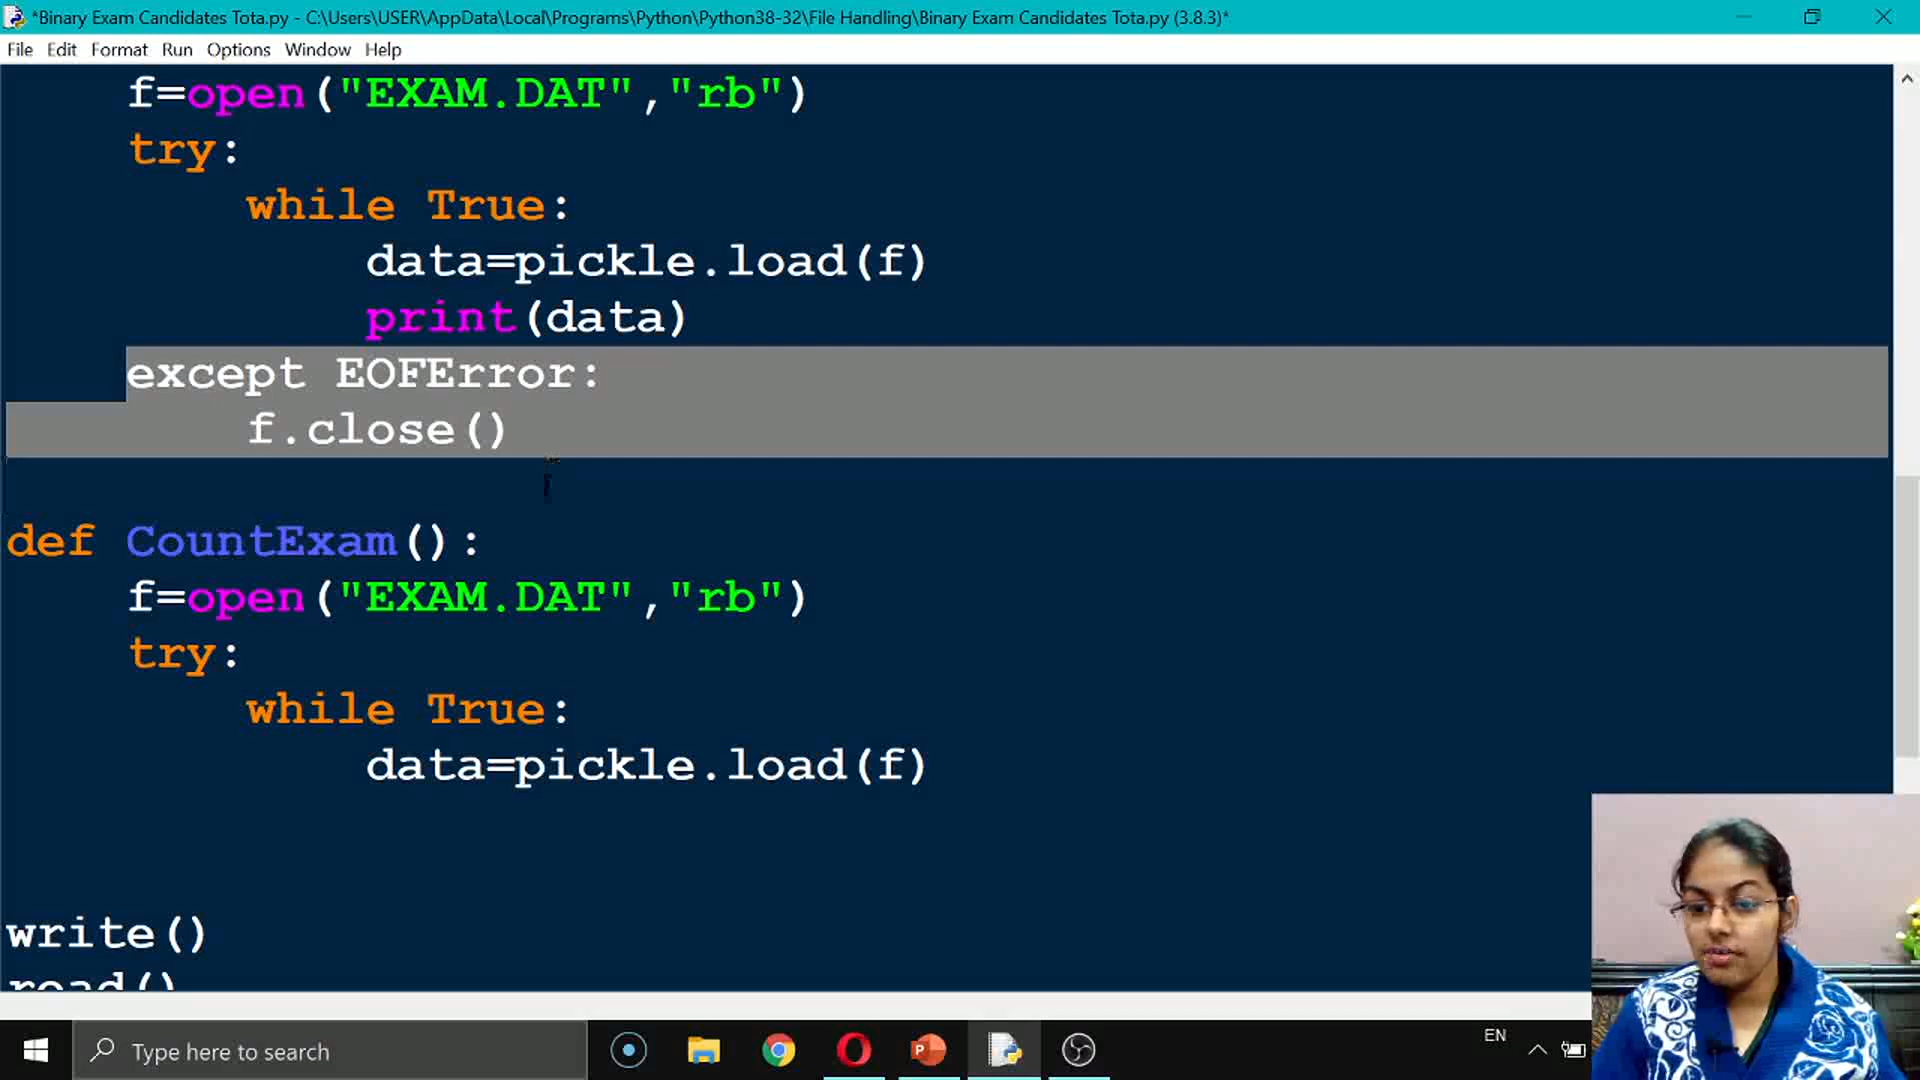 *Binary Exam Candidates Tota.py - C:\Users\USER\AppData\Local\Programs\Python\Python38-32\File Handling\Binary Exam Candidates Tota.py (3.8.3)*
File Edit Format Run Options Window Help
f=open("EXAM.DAT","rb")
try:
while True:
data=pickle.load(f)
print(data)
except EOFError:
f.close()
def CountExam():
f=open("EXAM.DAT","rb")
try:
while True:
data=pickle.load(f)
write()
read()
Type here to search
EN